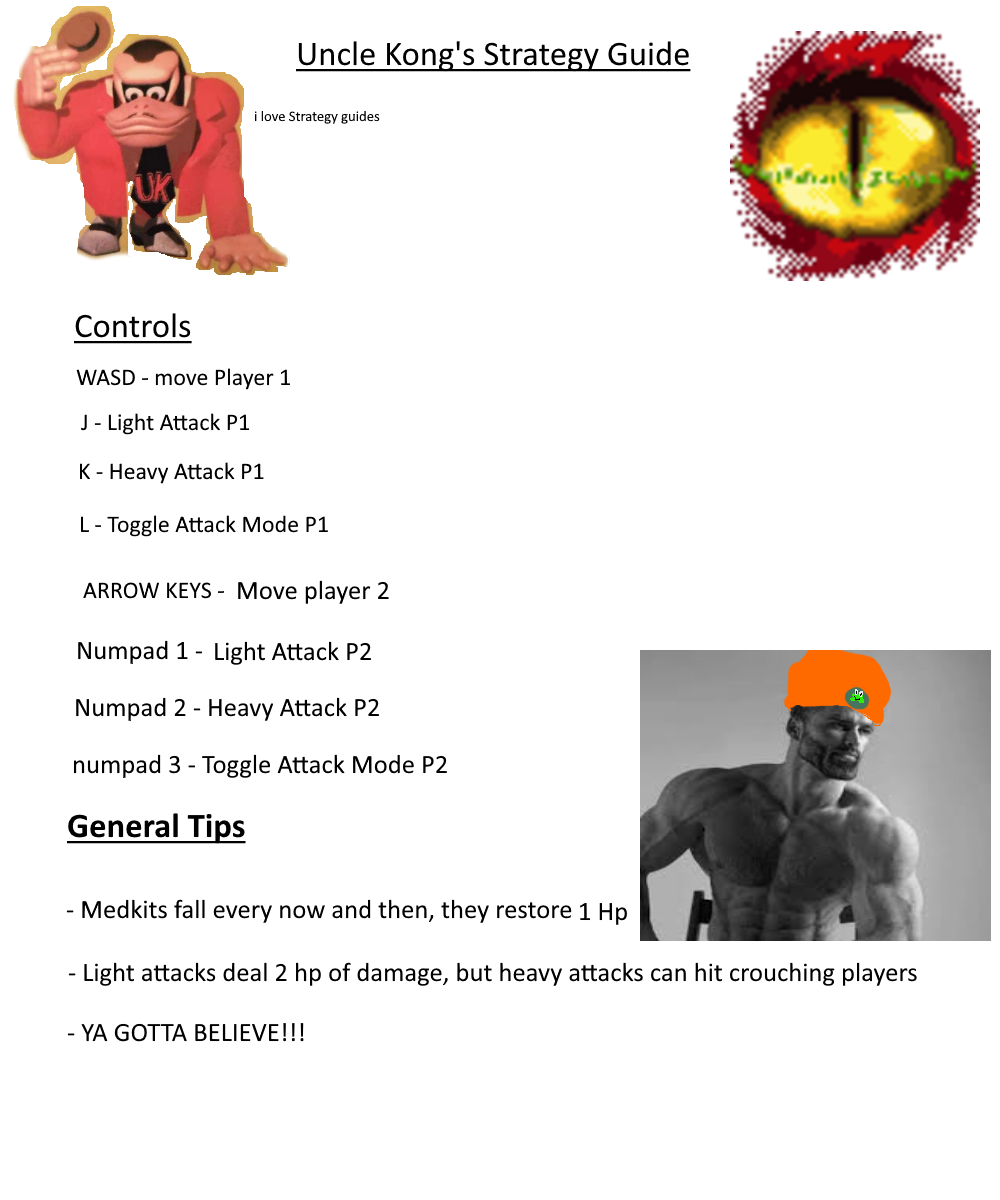 Uncle Kong's Strategy Guide
i love Strategy guides
UK
Controls
WASD - move Player 1
J - Light Attack P1
K - Heavy Attack P1
L - Toggle Attack Mode P1
ARROW KEYS - Move player 2
Numpad 1 - Light Attack P2
Numpad 2 - Heavy Attack P2
numpad 3 - Toggle Attack Mode P2
General Tips
- Medkits fall every now and then, they restore 1 Hp
- Light attacks deal 2 hp of damage, but heavy attacks can hit crouching players
- YA GOTTA BELIEVE!!!